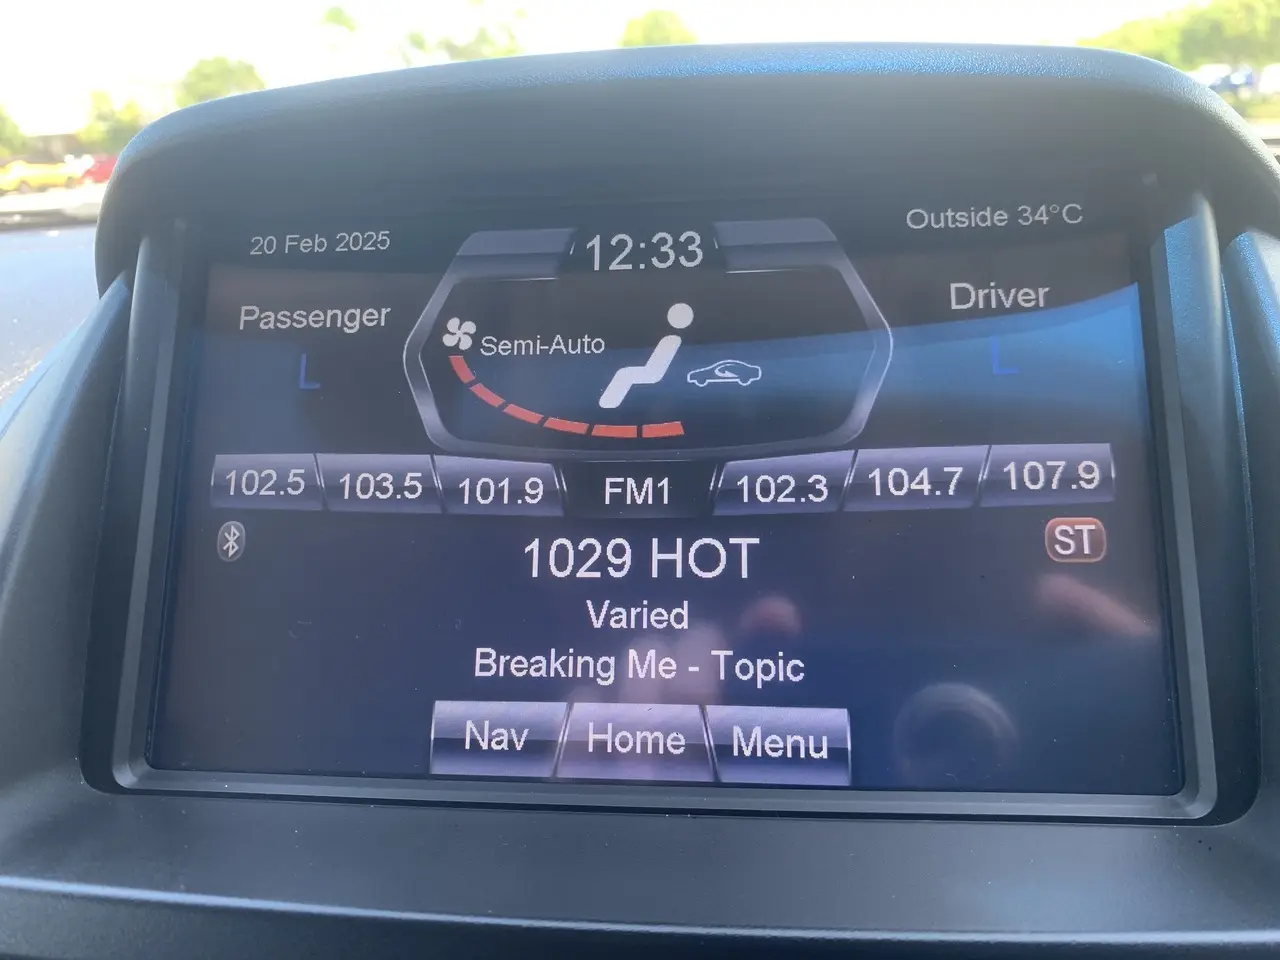 20 Feb 2025
12:33
Outside 34°C
Passenger
Semi-Auto
Driver
L
L
102.5 103.5 101.9 FM1 102.3 104.7 107.9
ST
1029 HOT
Varied
Breaking Me - Topic
Nav Home Menu